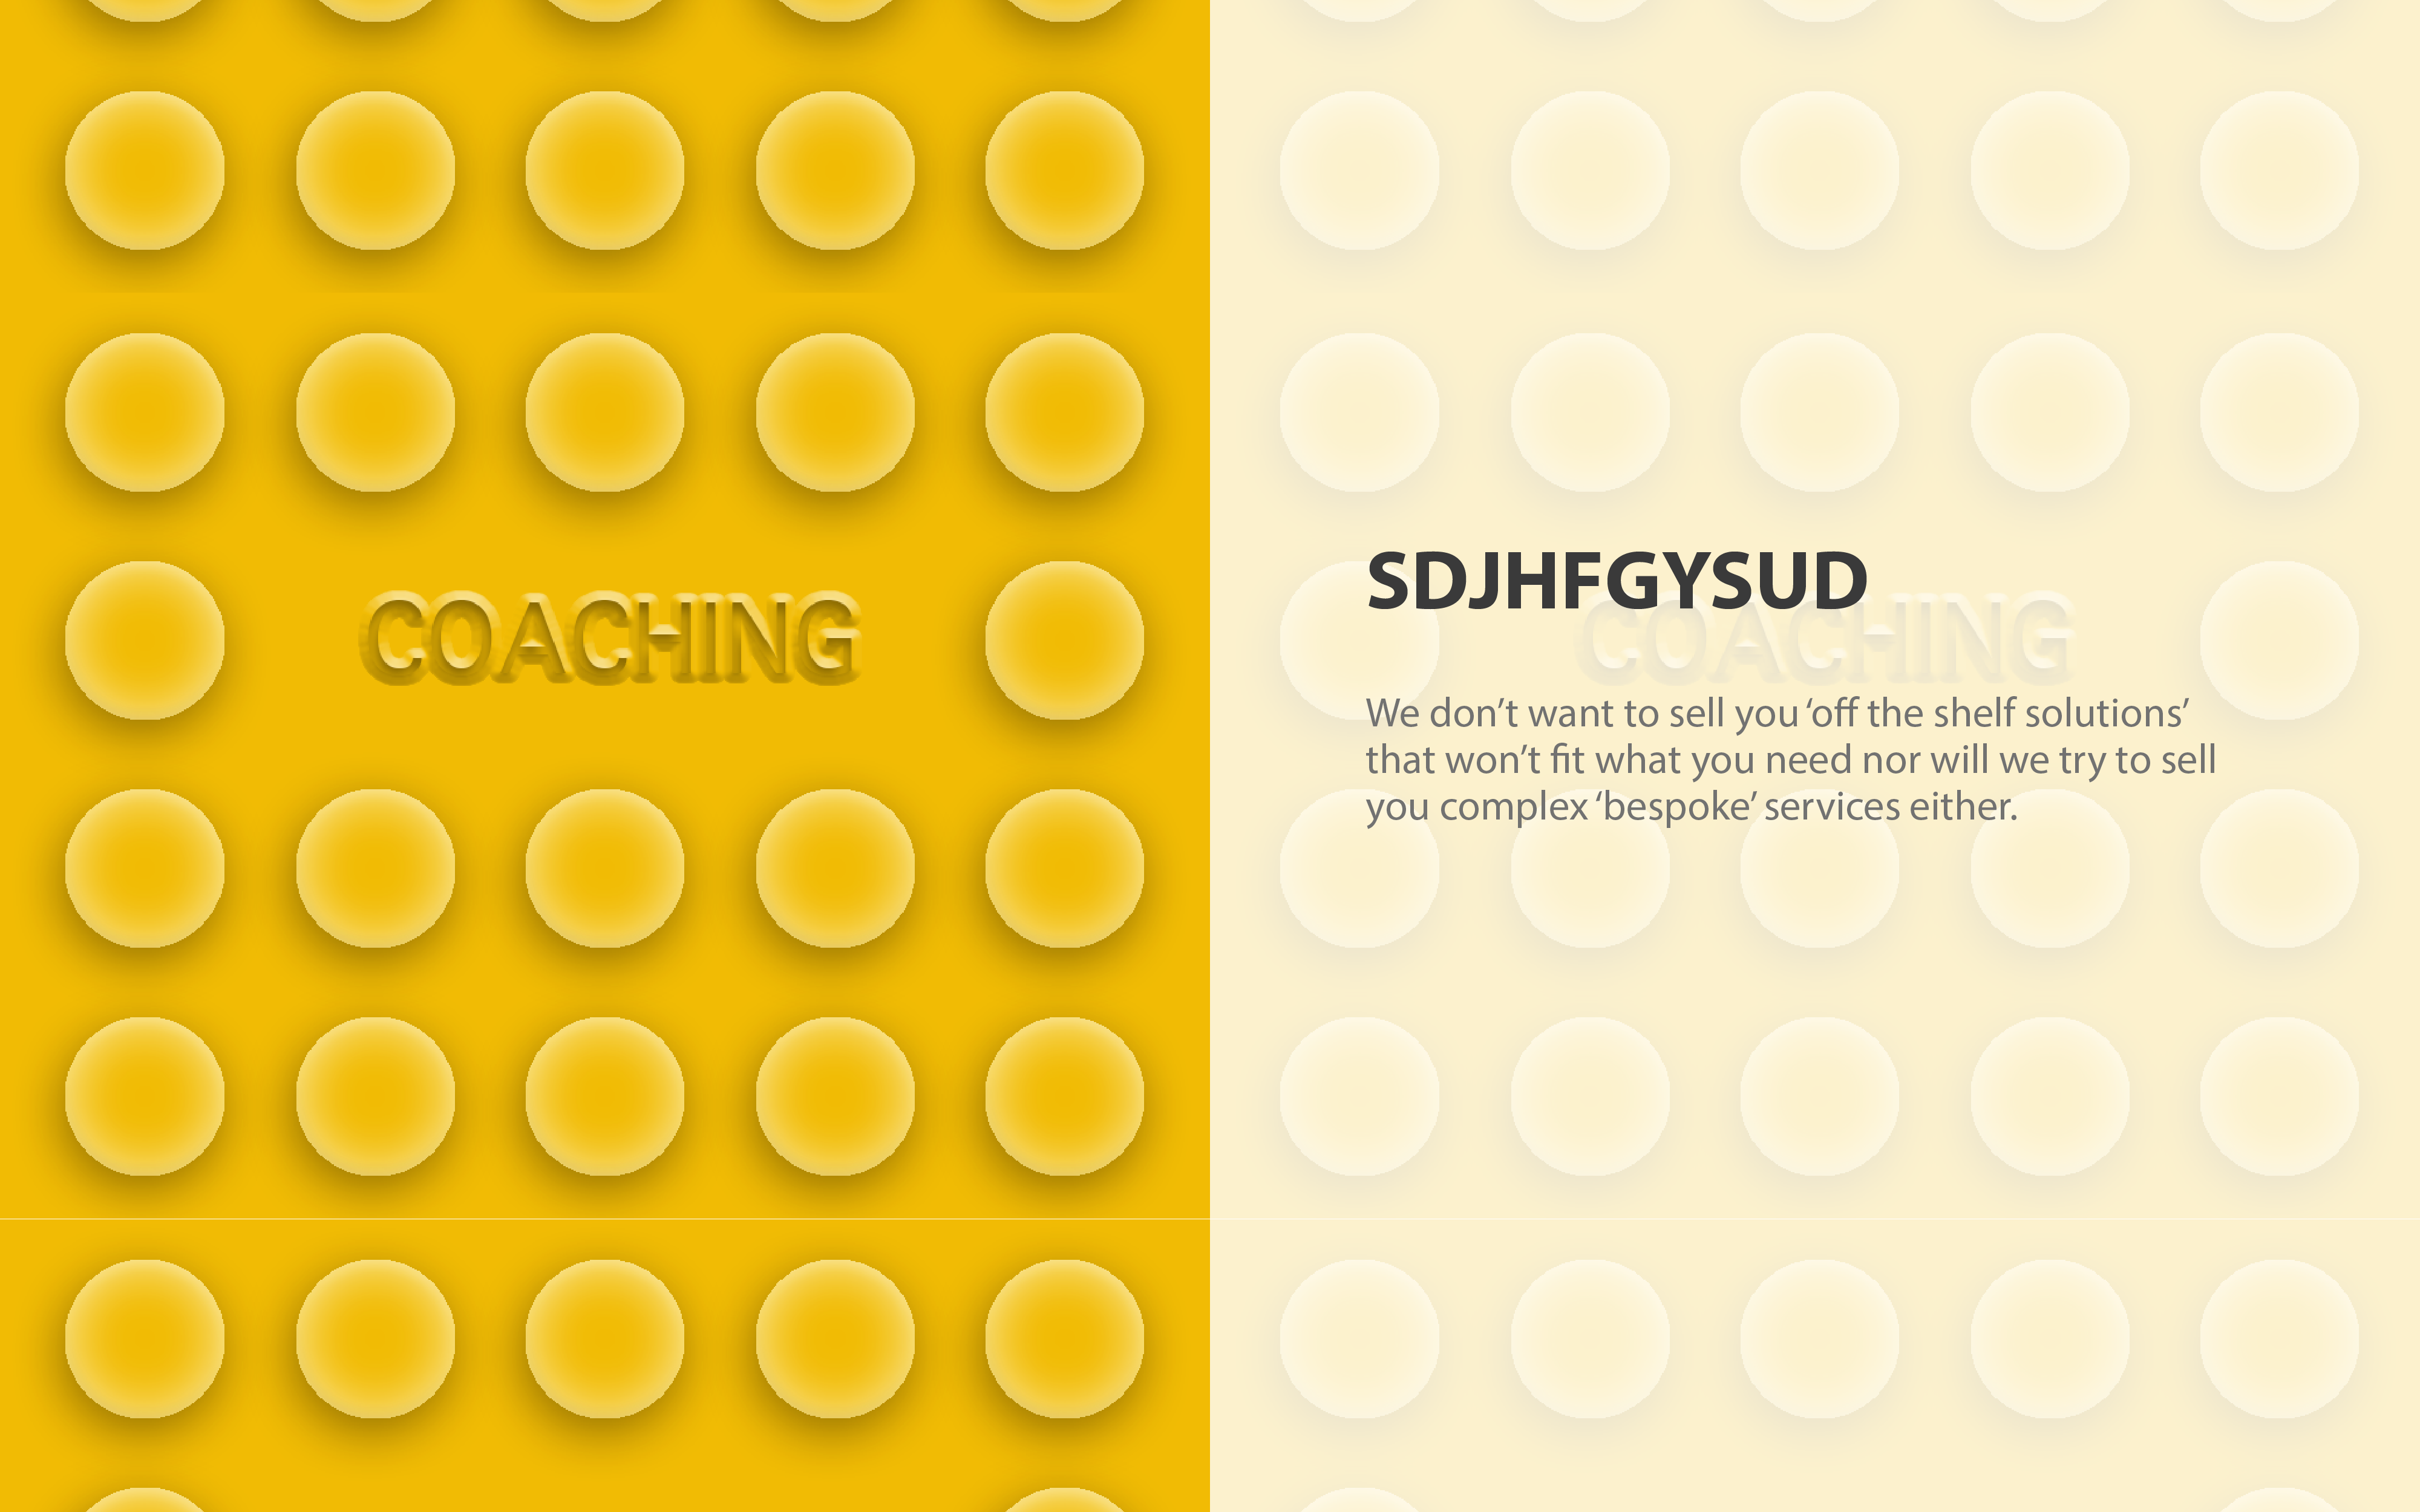 COACHING
SDJHFGYSUD
COACHING
We don’t want to sell you ‘off the shelf solutions’
that won’t fit what you need nor will we try to sell
you complex ‘bespoke’ services either.